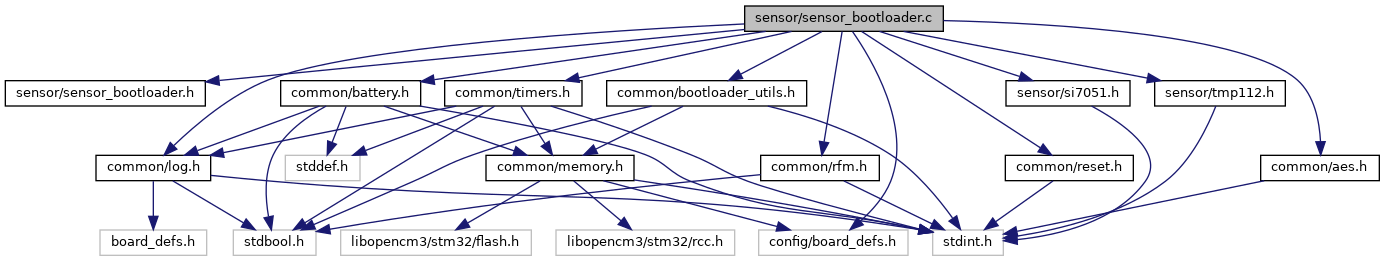 sensor/sensor_bootloader.c
sensor/sensor_bootloader.h
common/battery.h
common/timers.h
common/bootloader_utils.h
sensor/si7051.h
sensor/tmp112.h
common/log.h
stddef.h
common/memory.h
common/rfm.h
common/reset.h
common/aes.h
board_defs.h
stdbool.h
libopencm3/stm32/flash.h
libopencm3/stm32/rcc.h
config/board_defs.h
stdint.h